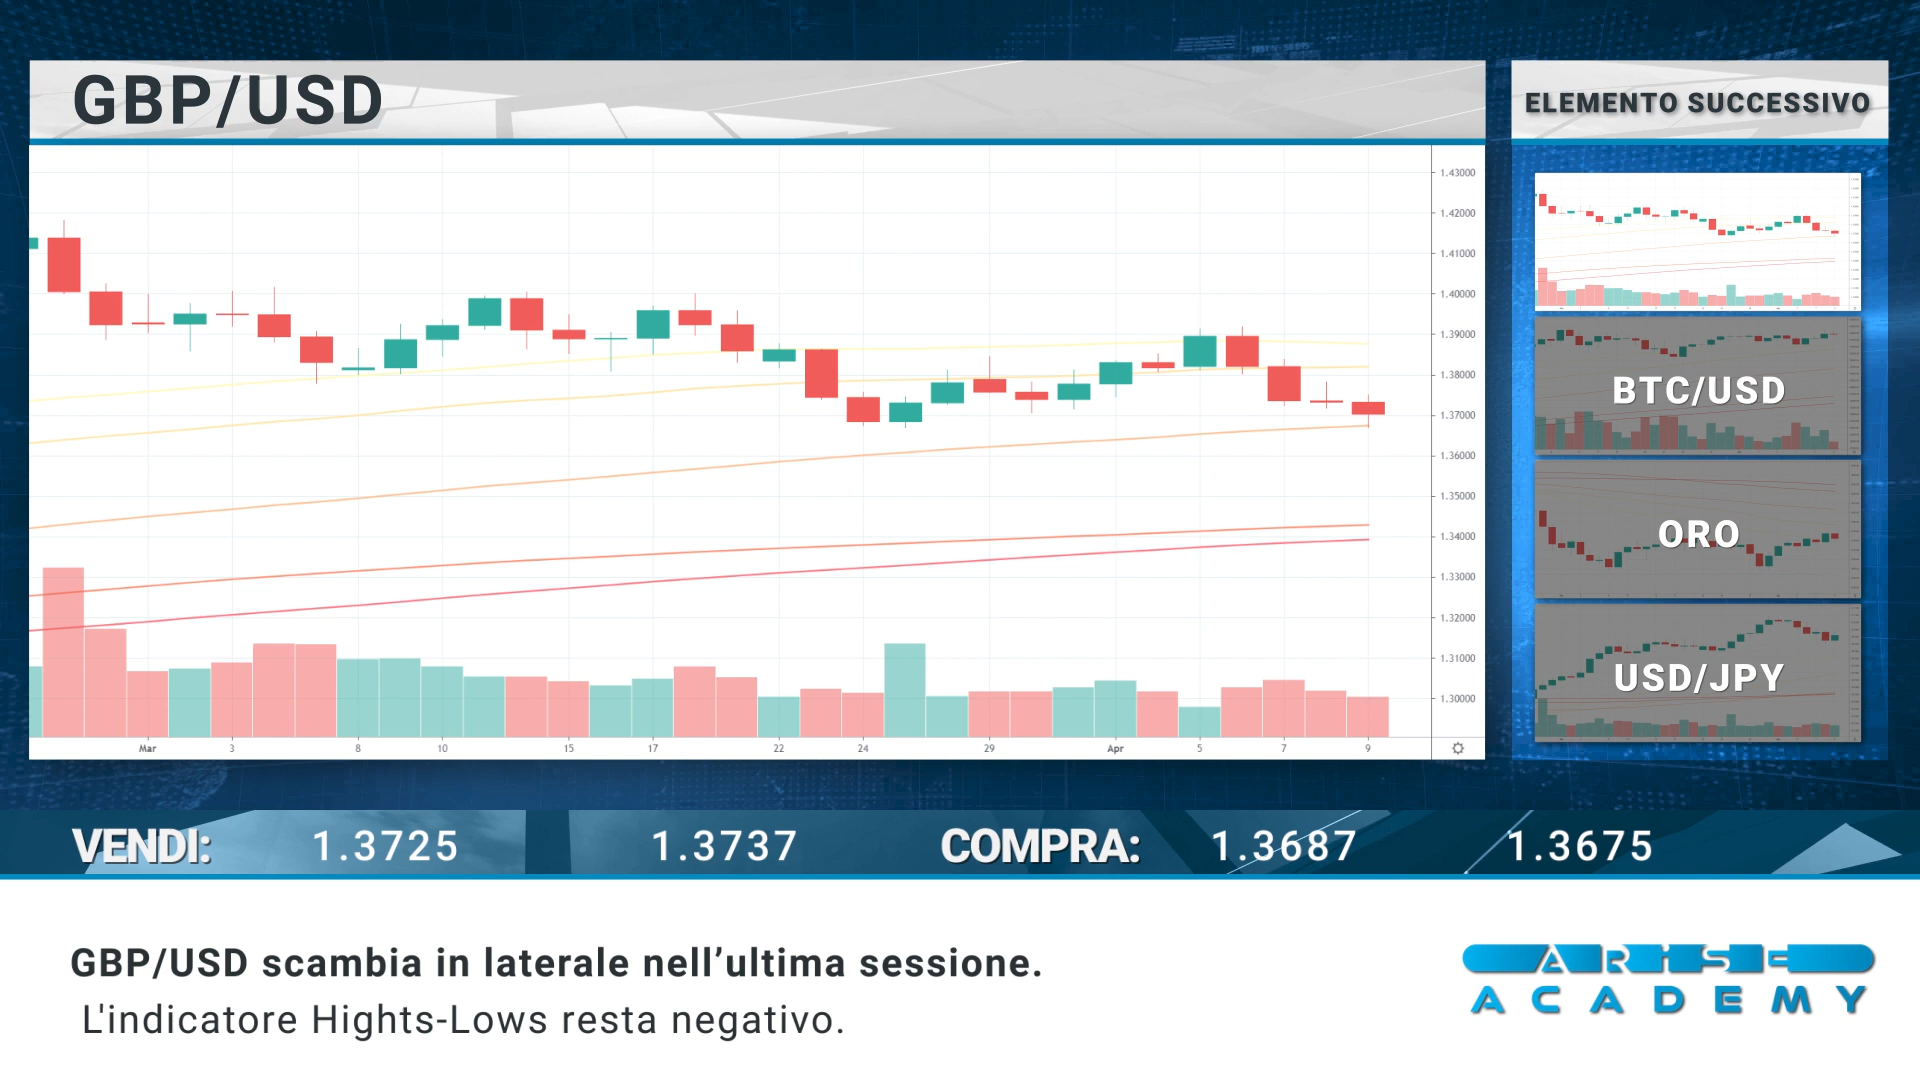 GBP/USD
ELEMENTO SUCCESSIVO
1.43000
1.42000
1.41000
1.40000
1.39000
1.38000
1.37000
1.36000
1.35000
1.34000
1.33000
1.32000
1.31000
1.30000
Mar 3 8 10 15 17 22 24 29 Apr 5 7 9
BTC/USD
ORO
USD/JPY
VENDI: 1.3725 1.3737 COMPRA: 1.3687 1.3675
GBP/USD scambia in laterale nell’ultima sessione.
L'indicatore Hights-Lows resta negativo.
ARiSE
ACADEMY